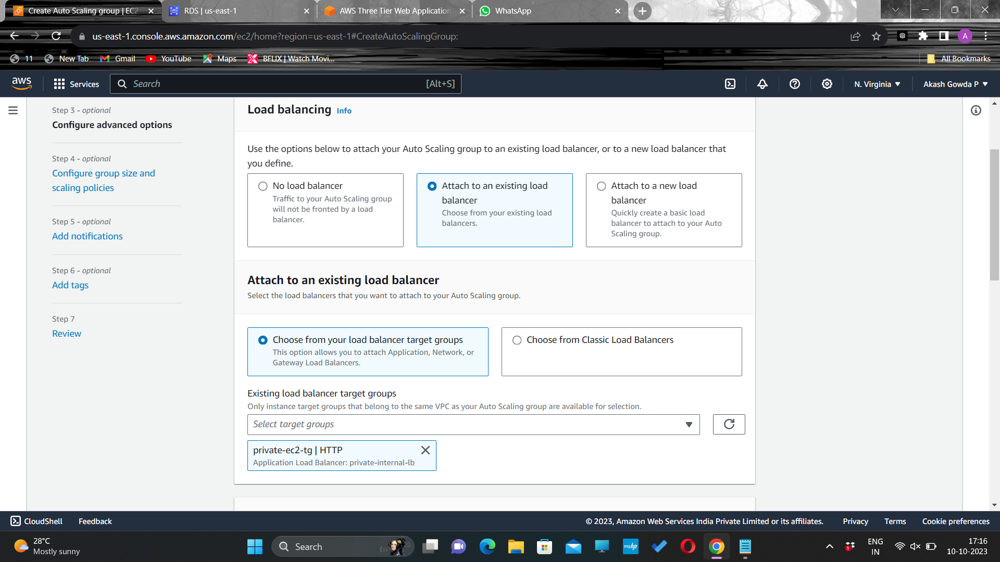 Create Auto Scaling group | EC2
RDS | us-east-1
AWS Three Tier Web Application
WhatsApp
us-east-1.console.aws.amazon.com/ec2/home?region=us-east-1#CreateAutoScalingGroup:
A
11
New Tab
Gmail
YouTube
Maps
BFLIX | Watch Movi...
All Bookmarks
aws
Services
Search
[Alt+S]
N. Virginia
Akash Gowda P
Step 3 - optional
Configure advanced options
Step 4 - optional
Configure group size and
scaling policies
Step 5 - optional
Add notifications
Step 6 - optional
Add tags
Step 7
Review
Load balancing Info
Use the options below to attach your Auto Scaling group to an existing load balancer, or to a new load balancer that
you define.
No load balancer
Traffic to your Auto Scaling group
will not be fronted by a load
balancer.
Attach to an existing load
balancer
Choose from your existing load
balancers.
Attach to a new load
balancer
Quickly create a basic load
balancer to attach to your Auto
Scaling group.
Attach to an existing load balancer
Select the load balancers that you want to attach to your Auto Scaling group.
Choose from your load balancer target groups
This option allows you to attach Application, Network, or
Gateway Load Balancers.
Choose from Classic Load Balancers
Existing load balancer target groups
Only instance target groups that belong to the same VPC as your Auto Scaling group are available for selection.
Select target groups
private-ec2-tg | HTTP
Application Load Balancer: private-internal-lb
CloudShell
Feedback
© 2023, Amazon Web Services India Private Limited or its affiliates.
Privacy
Terms
Cookie preferences
28°C
Mostly sunny
Search
myhp
1
ENG
IN
17:16
10-10-2023